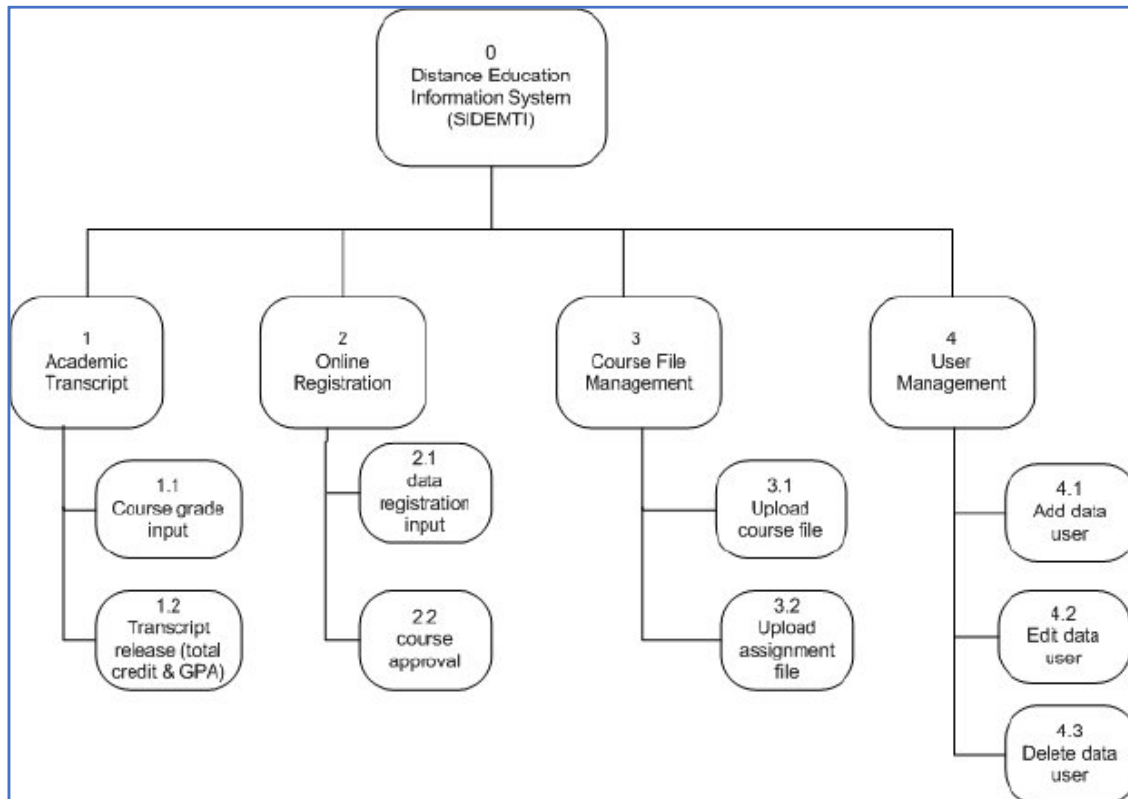 0
Distance Education
Information System
(SIDEMTI)
1
Academic
Transcript
2
Online
Registration
3
Course File
Management
4
User
Management
1.1
Course grade
input
1.2
Transcript
release (total
credit & GPA)
2.1
data
registration
input
2.2
course
approval
3.1
Upload
course file
3.2
Upload
assignment
file
4.1
Add data
user
4.2
Edit data
user
4.3
Delete data
user